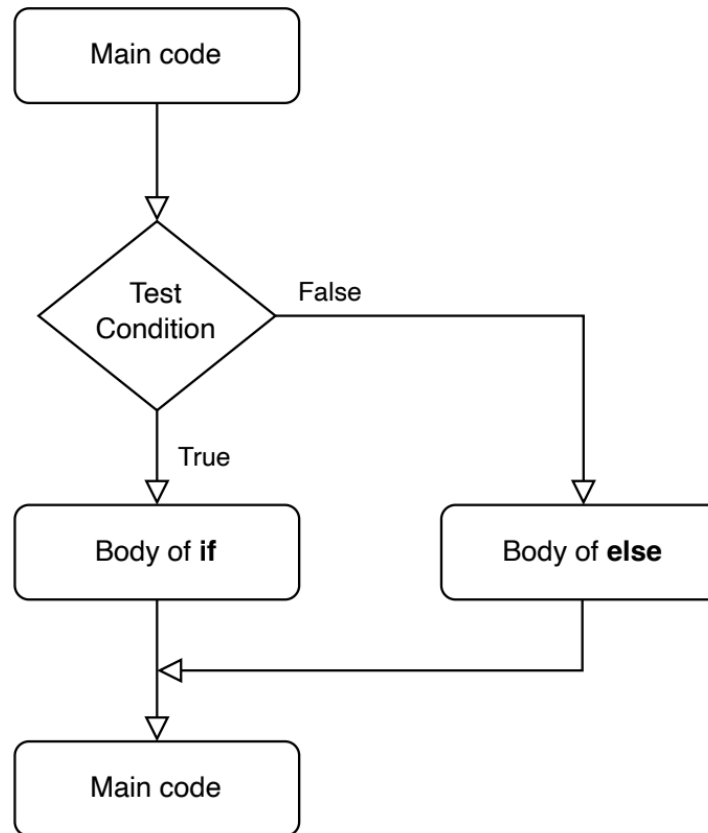 Main code
Test
Condition
False
True
Body of if
Body of else
Main code